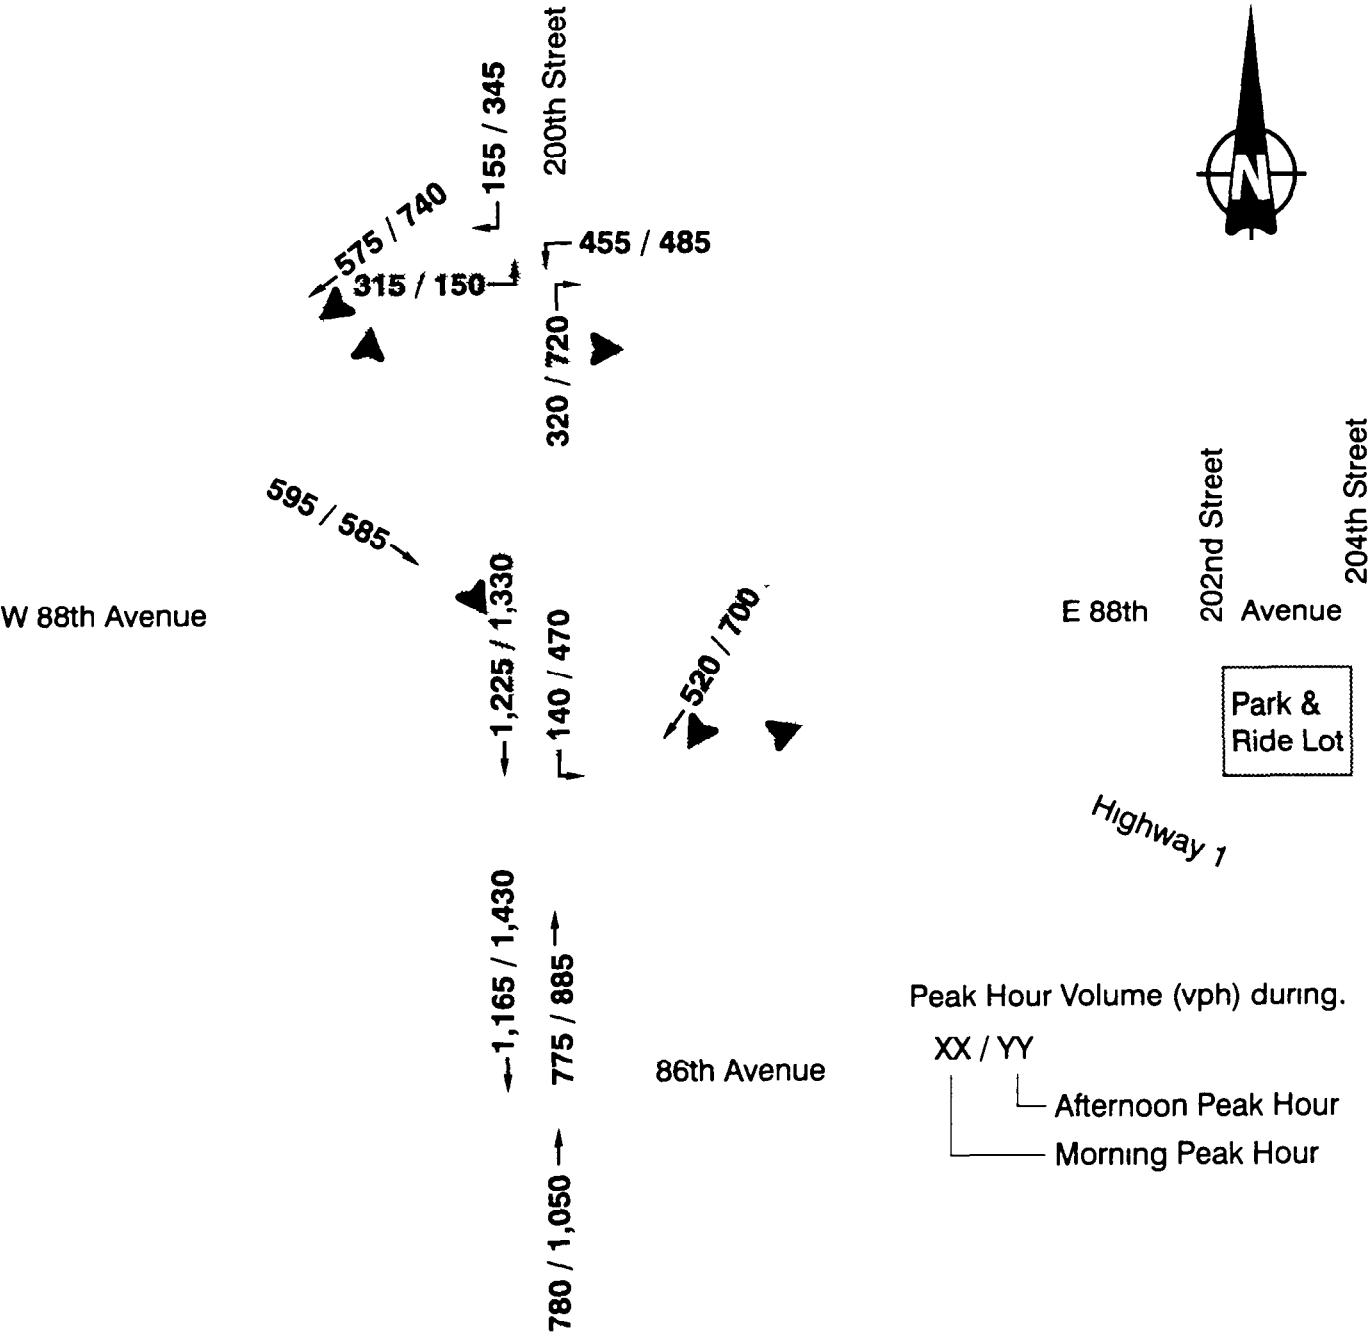 200th Street
155 / 345
575 / 740
455 / 485
315 / 150
320 / 720
N
595 / 585
202nd Street
204th Street
1,225 / 1,330
140 / 470
520 / 700
W 88th Avenue
E 88th Avenue
Park &
Ride Lot
Highway 1
1,165 / 1,430
775 / 885
86th Avenue
780 / 1,050
Peak Hour Volume (vph) during.
XX / YY
Afternoon Peak Hour
Morning Peak Hour